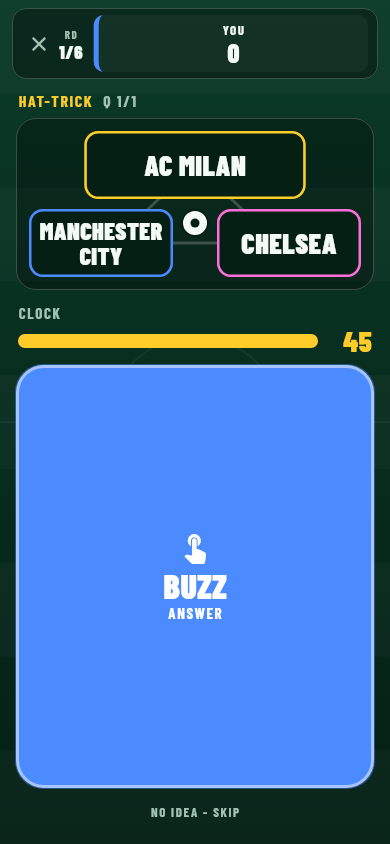 RD
1/6
YOU
0
HAT-TRICK Q 1/1
AC MILAN
MANCHESTER
CITY
CHELSEA
CLOCK
45
BUZZ
ANSWER
NO IDEA - SKIP